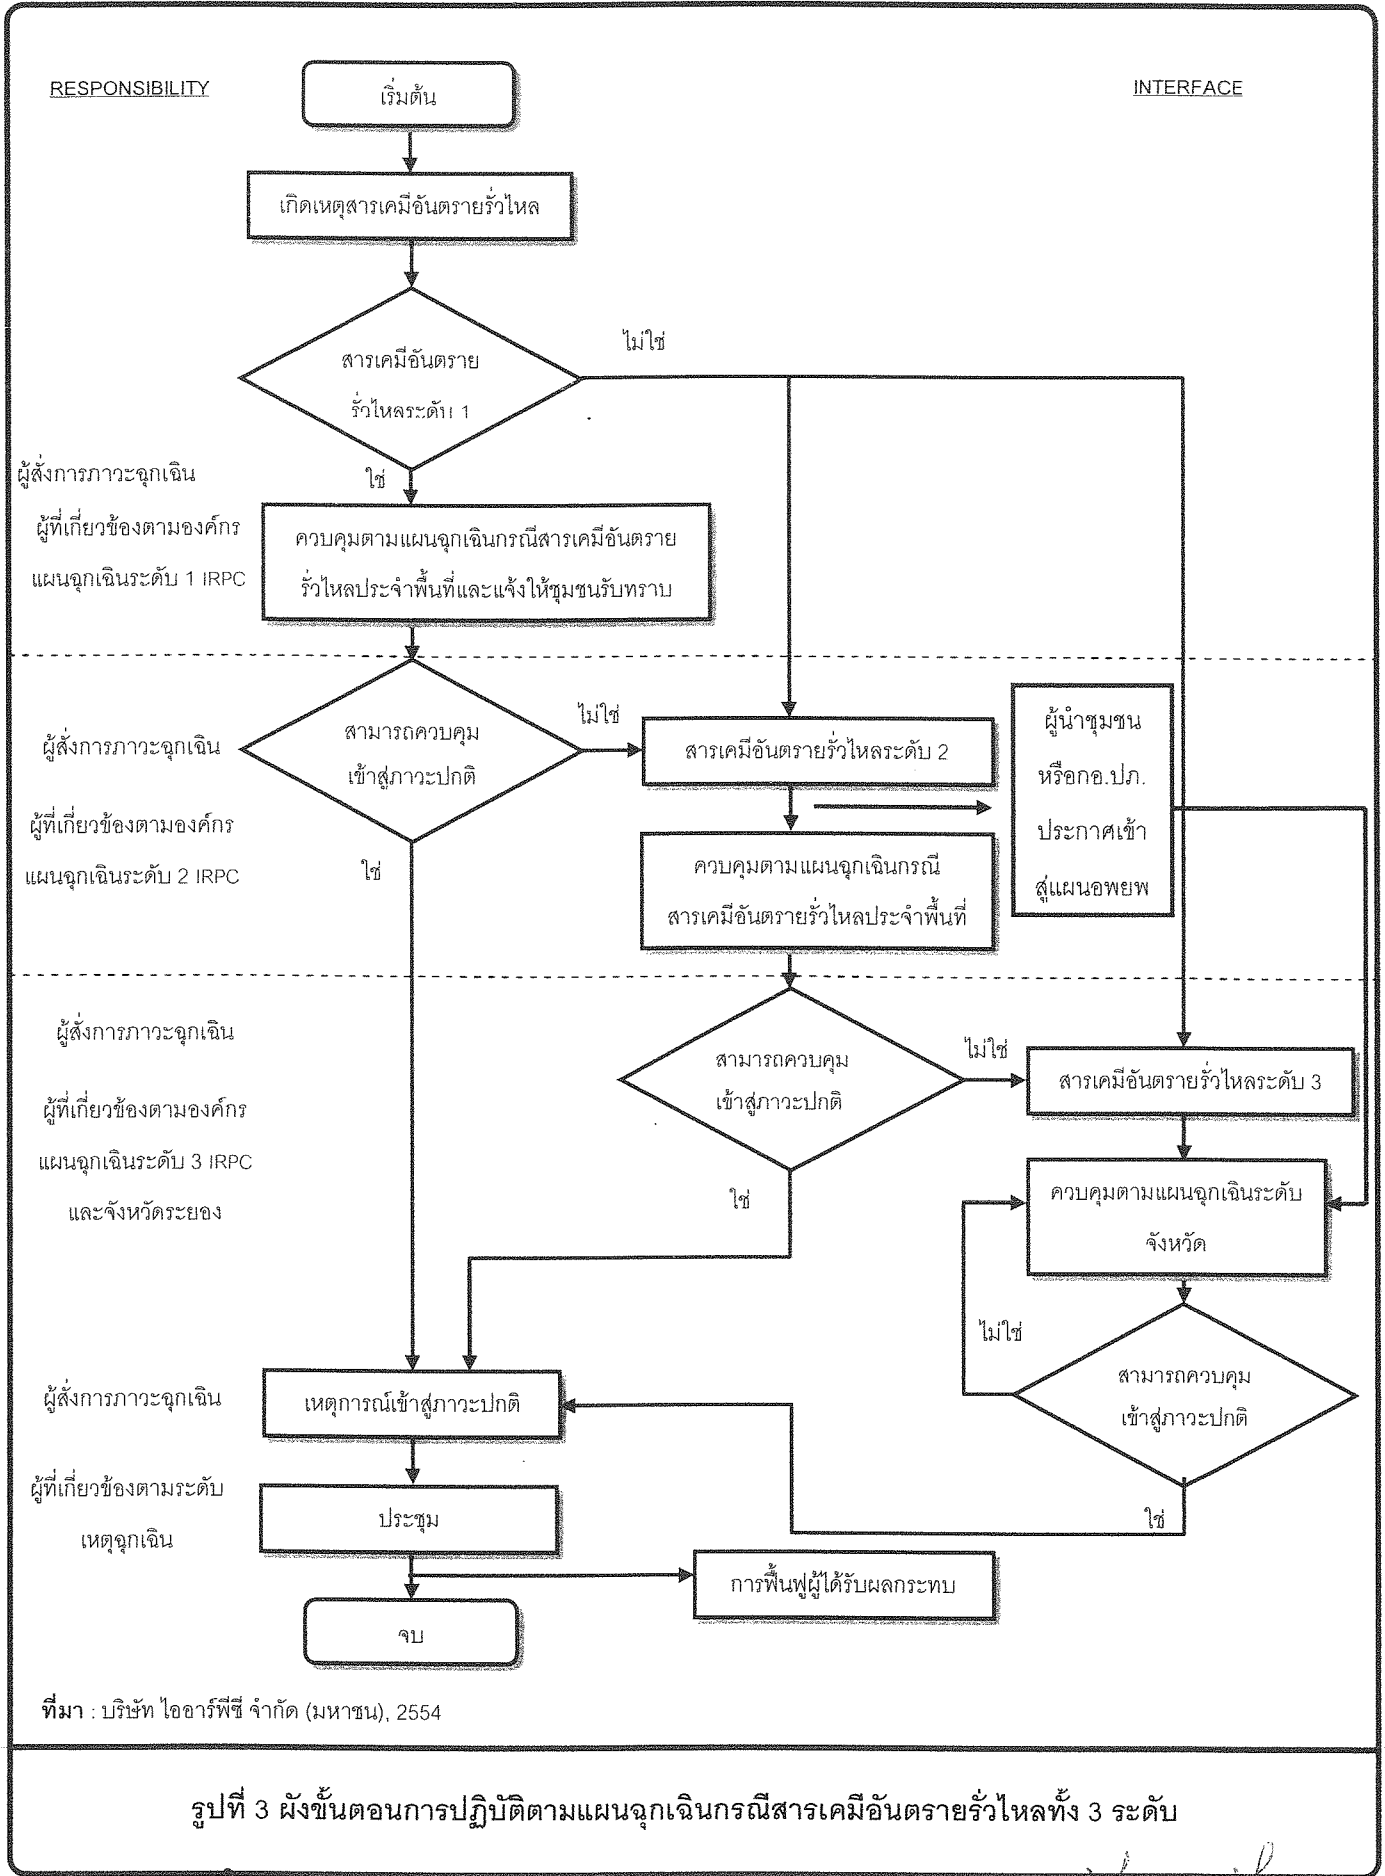 RESPONSIBILITY
INTERFACE
เริ่มต้น
เกิดเหตุสารเคมีอันตรายรั่วไหล
สารเคมีอันตราย
รั่วไหลระดับ 1
ไม่ใช่
ใช่
ผู้สั่งการภาวะฉุกเฉิน
ผู้ที่เกี่ยวข้องตามองค์กร
แผนฉุกเฉินระดับ 1 IRPC
ควบคุมตามแผนฉุกเฉินกรณีสารเคมีอันตราย
รั่วไหลประจำพื้นที่และแจ้งให้ชุมชนรับทราบ
ผู้สั่งการภาวะฉุกเฉิน
ผู้ที่เกี่ยวข้องตามองค์กร
แผนฉุกเฉินระดับ 2 IRPC
สามารถควบคุม
เข้าสู่ภาวะปกติ
ไม่ใช่
ใช่
สารเคมีอันตรายรั่วไหลระดับ 2
ควบคุมตามแผนฉุกเฉินกรณี
สารเคมีอันตรายรั่วไหลประจำพื้นที่
ผู้นำชุมชน
หรือกอ.ปภ.
ประกาศเข้า
สู่แผนอพยพ
ผู้สั่งการภาวะฉุกเฉิน
ผู้ที่เกี่ยวข้องตามองค์กร
แผนฉุกเฉินระดับ 3 IRPC
และจังหวัดระยอง
สามารถควบคุม
เข้าสู่ภาวะปกติ
ไม่ใช่
ใช่
สารเคมีอันตรายรั่วไหลระดับ 3
ควบคุมตามแผนฉุกเฉินระดับ
จังหวัด
ไม่ใช่
สามารถควบคุม
เข้าสู่ภาวะปกติ
ใช่
ผู้สั่งการภาวะฉุกเฉิน
ผู้ที่เกี่ยวข้องตามระดับ
เหตุฉุกเฉิน
เหตุการณ์เข้าสู่ภาวะปกติ
ประชุม
การฟื้นฟูผู้ได้รับผลกระทบ
จบ
ที่มา : บริษัท ไออาร์พีซี จำกัด (มหาชน), 2554
รูปที่ 3 ผังขั้นตอนการปฏิบัติตามแผนฉุกเฉินกรณีสารเคมีอันตรายรั่วไหลทั้ง 3 ระดับ